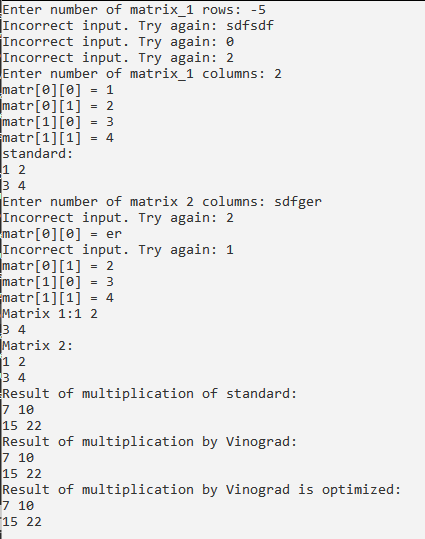 Enter number of matrix_1 rows: -5
Incorrect input. Try again: sdfsdf
Incorrect input. Try again: 0
Incorrect input. Try again: 2
Enter number of matrix_1 columns: 2
matr[0][0] = 1
matr[0][1] = 2
matr[1][0] = 3
matr[1][1] = 4
standard:
1 2
3 4
Enter number of matrix 2 columns: sdfger
Incorrect input. Try again: 2
matr[0][0] = er
Incorrect input. Try again: 1
matr[0][1] = 2
matr[1][0] = 3
matr[1][1] = 4
Matrix 1:1 2
3 4
Matrix 2:
1 2
3 4
Result of multiplication of standard:
7 10
15 22
Result of multiplication by Vinograd:
7 10
15 22
Result of multiplication by Vinograd is optimized:
7 10
15 22